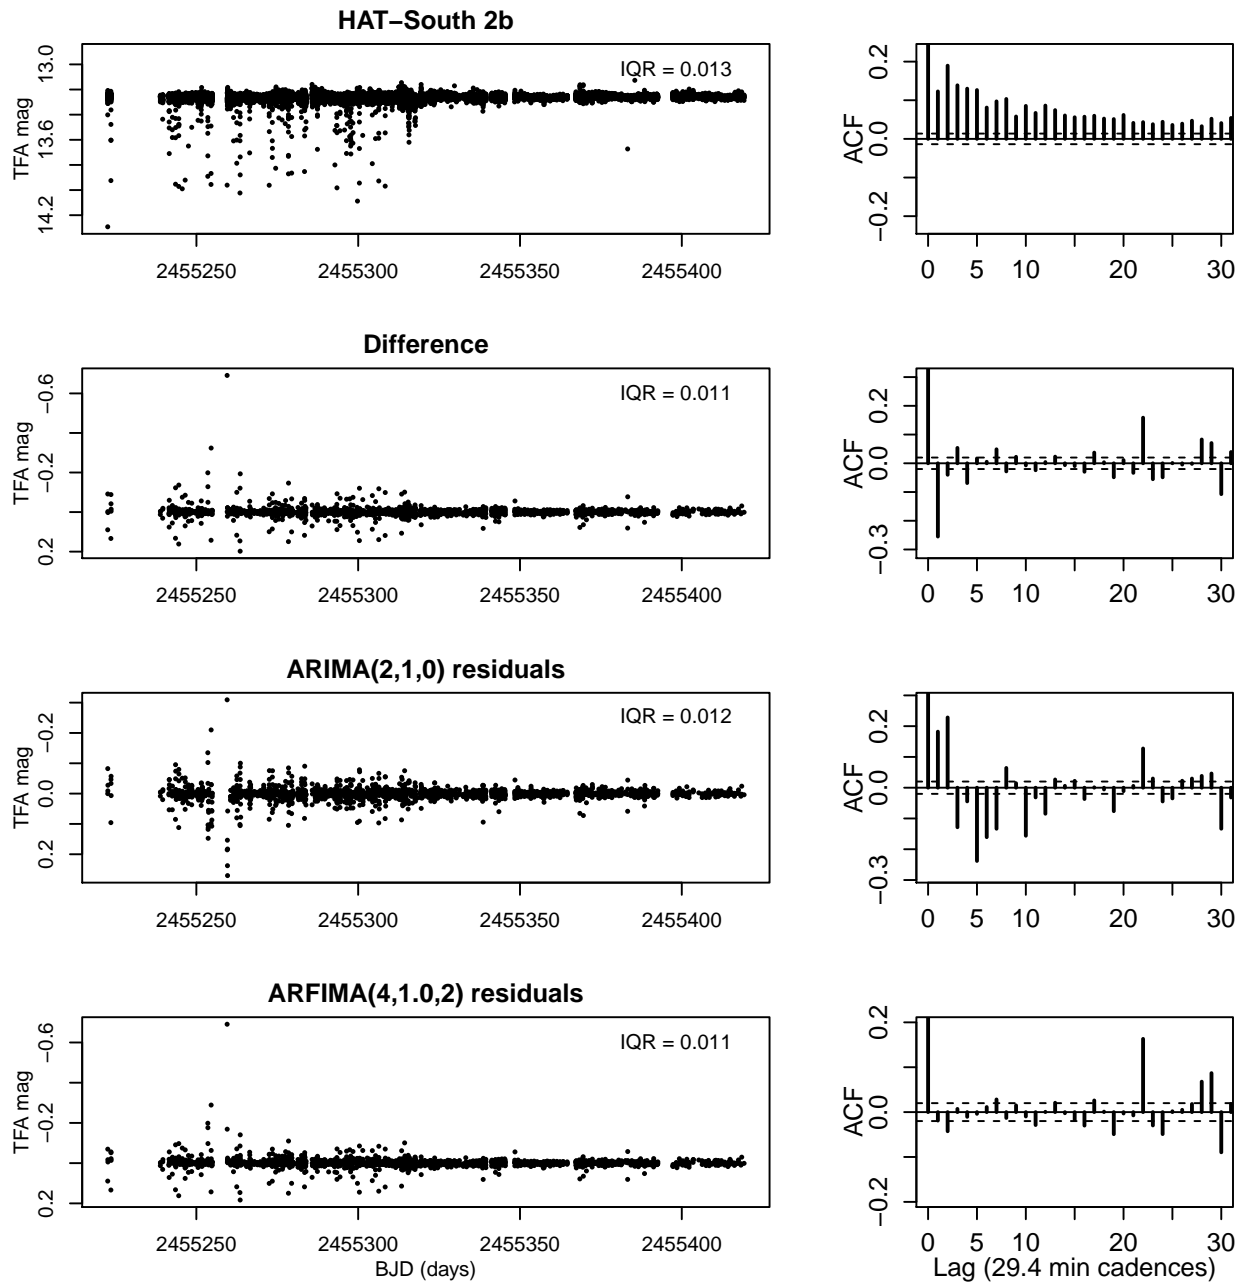 HAT−South 2b
IQR = 0.013
TFA mag
13.0
13.6
14.2
2455250 2455300 2455350 2455400
ACF
0.2
0.0
−0.2
0 5 10 20 30
Difference
IQR = 0.011
TFA mag
−0.6
−0.2
0.2
2455250 2455300 2455350 2455400
ACF
0.2
0.0
−0.3
0 5 10 20 30
ARIMA(2,1,0) residuals
IQR = 0.012
TFA mag
−0.2
0.0
0.2
2455250 2455300 2455350 2455400
ACF
0.2
0.0
−0.3
0 5 10 20 30
ARFIMA(4,1.0,2) residuals
IQR = 0.011
TFA mag
−0.6
−0.2
0.2
2455250 2455300 2455350 2455400
BJD (days)
ACF
0.2
0.0
−0.2
0 5 10 20 30
Lag (29.4 min cadences)